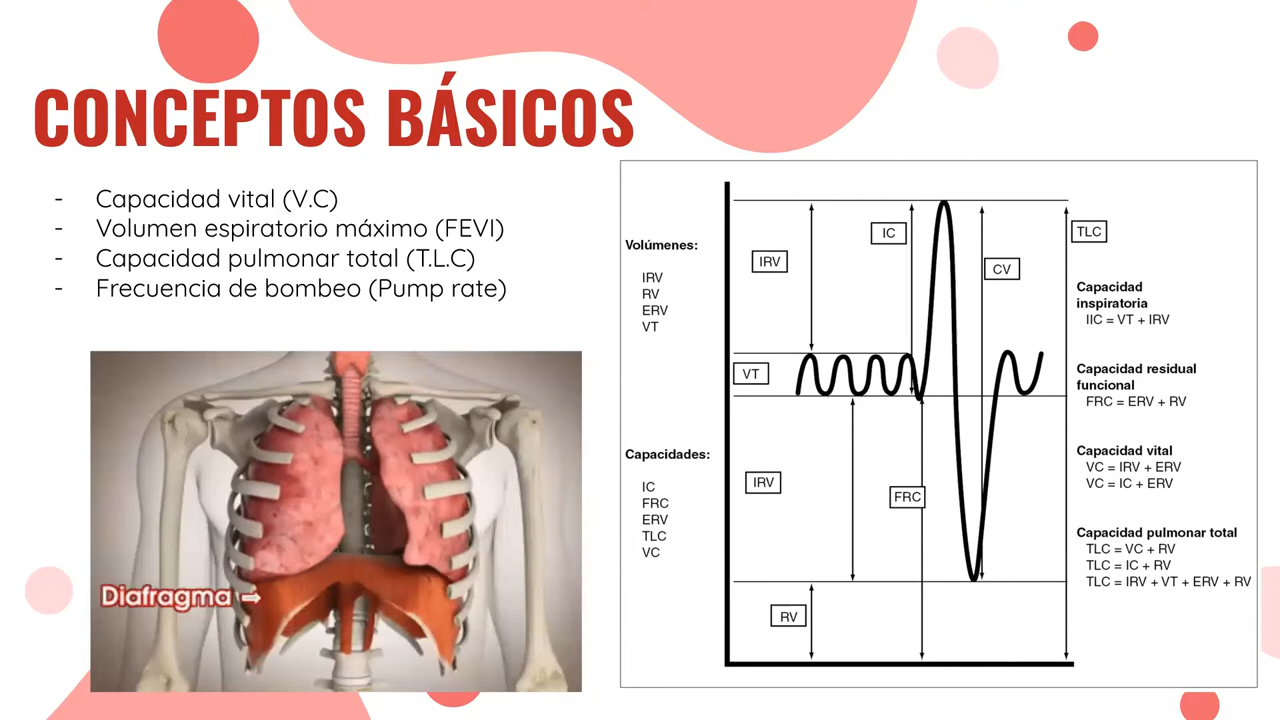 CONCEPTOS BÁSICOS
- Capacidad vital (V.C)
- Volumen espiratorio máximo (FEVI)
- Capacidad pulmonar total (T.L.C)
- Frecuencia de bombeo (Pump rate)
Diafragma →
Volúmenes:
IRV
RV
ERV
VT
Capacidades:
IC
FRC
ERV
TLC
VC
IRV
VT
IRV
RV
IC
FRC
CV
TLC
Capacidad
inspiratoria
IIC = VT + IRV
Capacidad residual
funcional
FRC = ERV + RV
Capacidad vital
VC = IRV + ERV
VC = IC + ERV
Capacidad pulmonar total
TLC = VC + RV
TLC = IC + RV
TLC = IRV + VT + ERV + RV